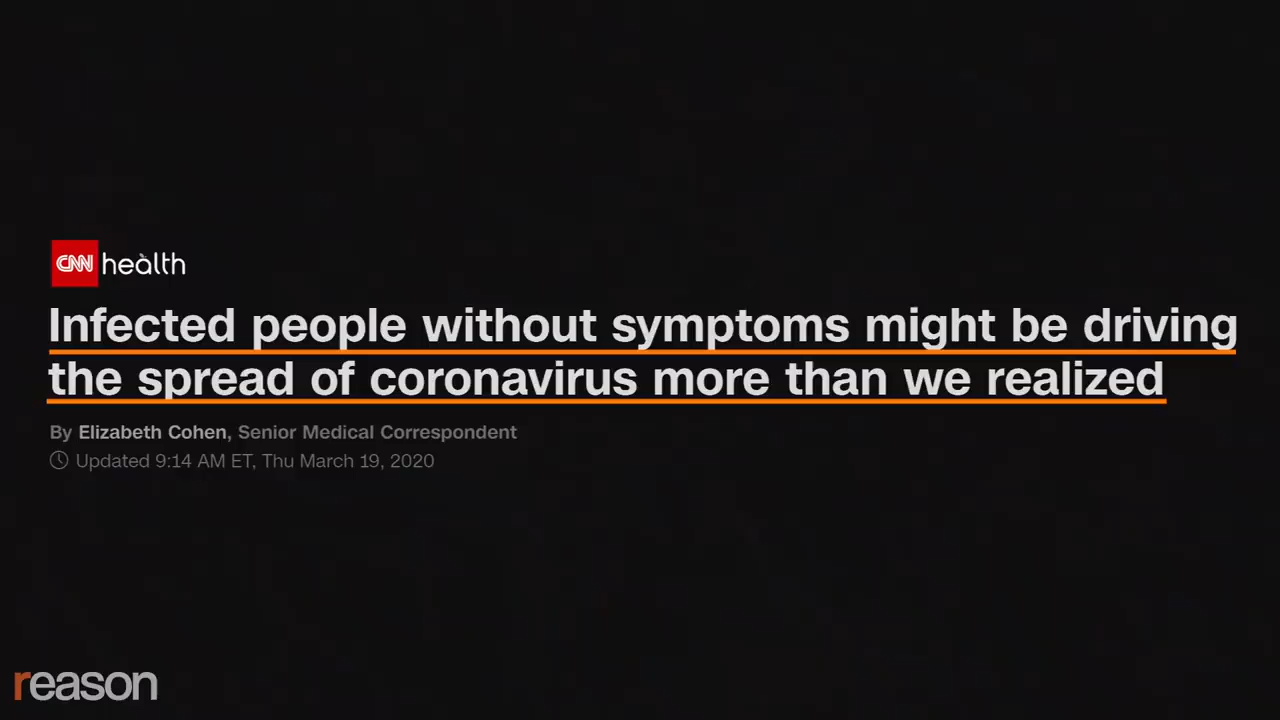 CNN health
Infected people without symptoms might be driving
the spread of coronavirus more than we realized
By Elizabeth Cohen, Senior Medical Correspondent
Updated 9:14 AM ET, Thu March 19, 2020
reason